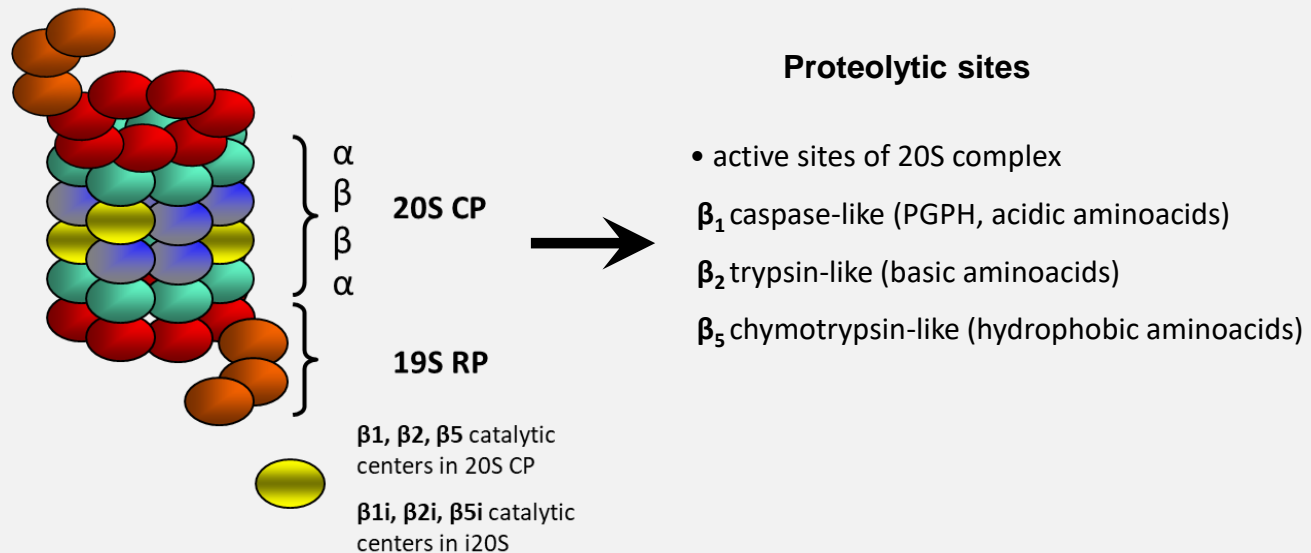 Proteolytic sites
α
β
β
α
20S CP
19S RP
• active sites of 20S complex
β1 caspase-like (PGPH, acidic aminoacids)
β2 trypsin-like (basic aminoacids)
β5 chymotrypsin-like (hydrophobic aminoacids)
β1, β2, β5 catalytic
centers in 20S CP
β1i, β2i, β5i catalytic
centers in i20S